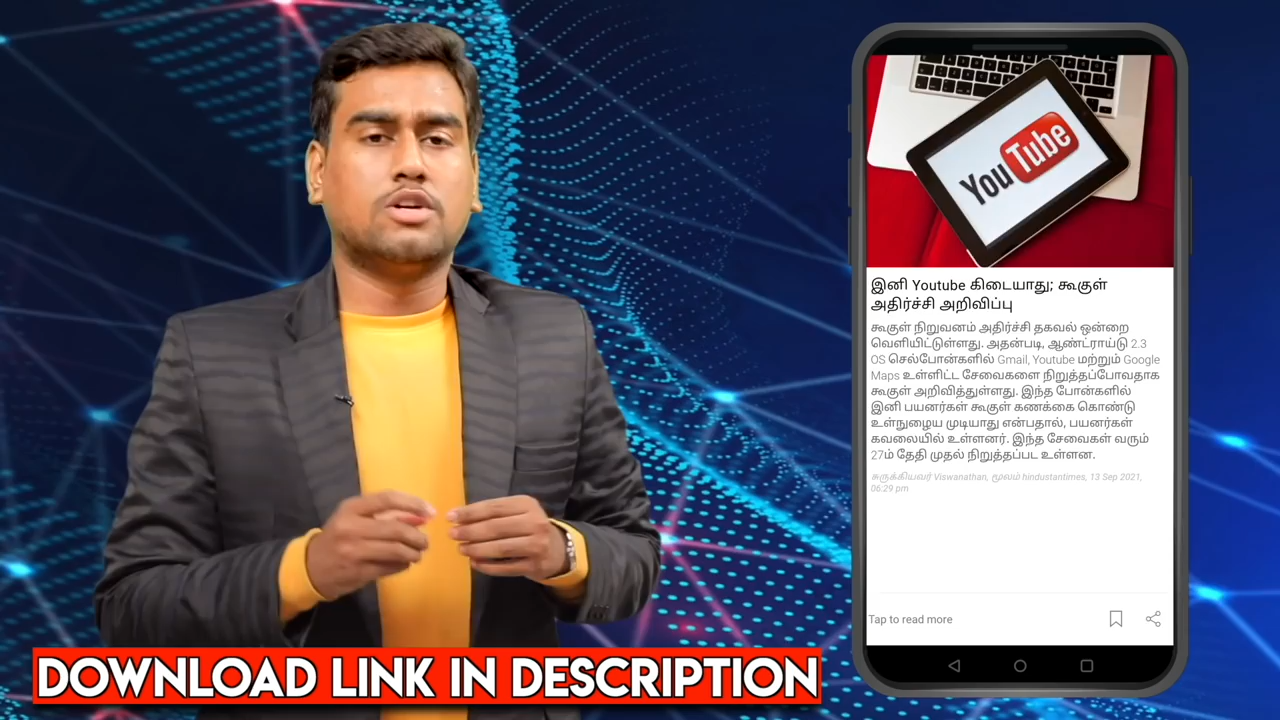 YouTube
இனி Youtube கிடையாது; கூகுள்
அதிர்ச்சி அறிவிப்பு
கூகுள் நிறுவனம் அதிர்ச்சி தகவல் ஒன்றை
வெளியிட்டுள்ளது. அதன்படி, ஆண்ட்ராய்டு 2.3
OS செல்போன்களில் Gmail, Youtube மற்றும் Google
Maps உள்ளிட்ட சேவைகளை நிறுத்தப்போவதாக
கூகுள் அறிவித்துள்ளது. இந்த போன்களில்
இனி பயனர்கள் கூகுள் கணக்கை கொண்டு
உள்நுழைய முடியாது என்பதால், பயனர்கள்
கவலையில் உள்ளனர். இந்த சேவைகள் வரும்
27ம் தேதி முதல் நிறுத்தப்பட உள்ளன.
சுருக்கியவர் Viswanathan, மூலம் hindustantimes, 13 Sep 2021,
06:29 pm
Tap to read more
DOWNLOAD LINK IN DESCRIPTION